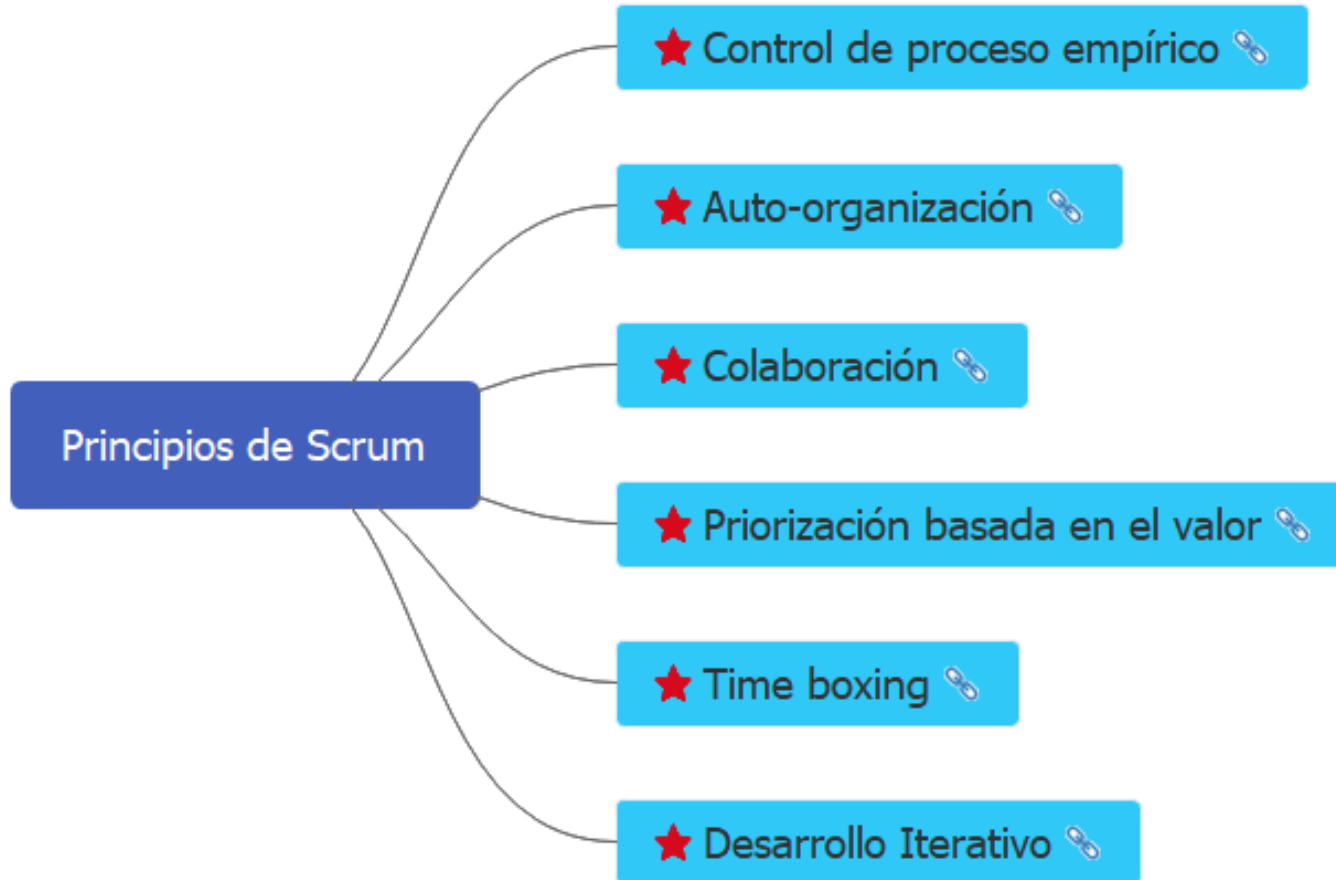 Control de proceso empírico
Auto-organización
Colaboración
Principios de Scrum
Priorización basada en el valor
Time boxing
Desarrollo Iterativo